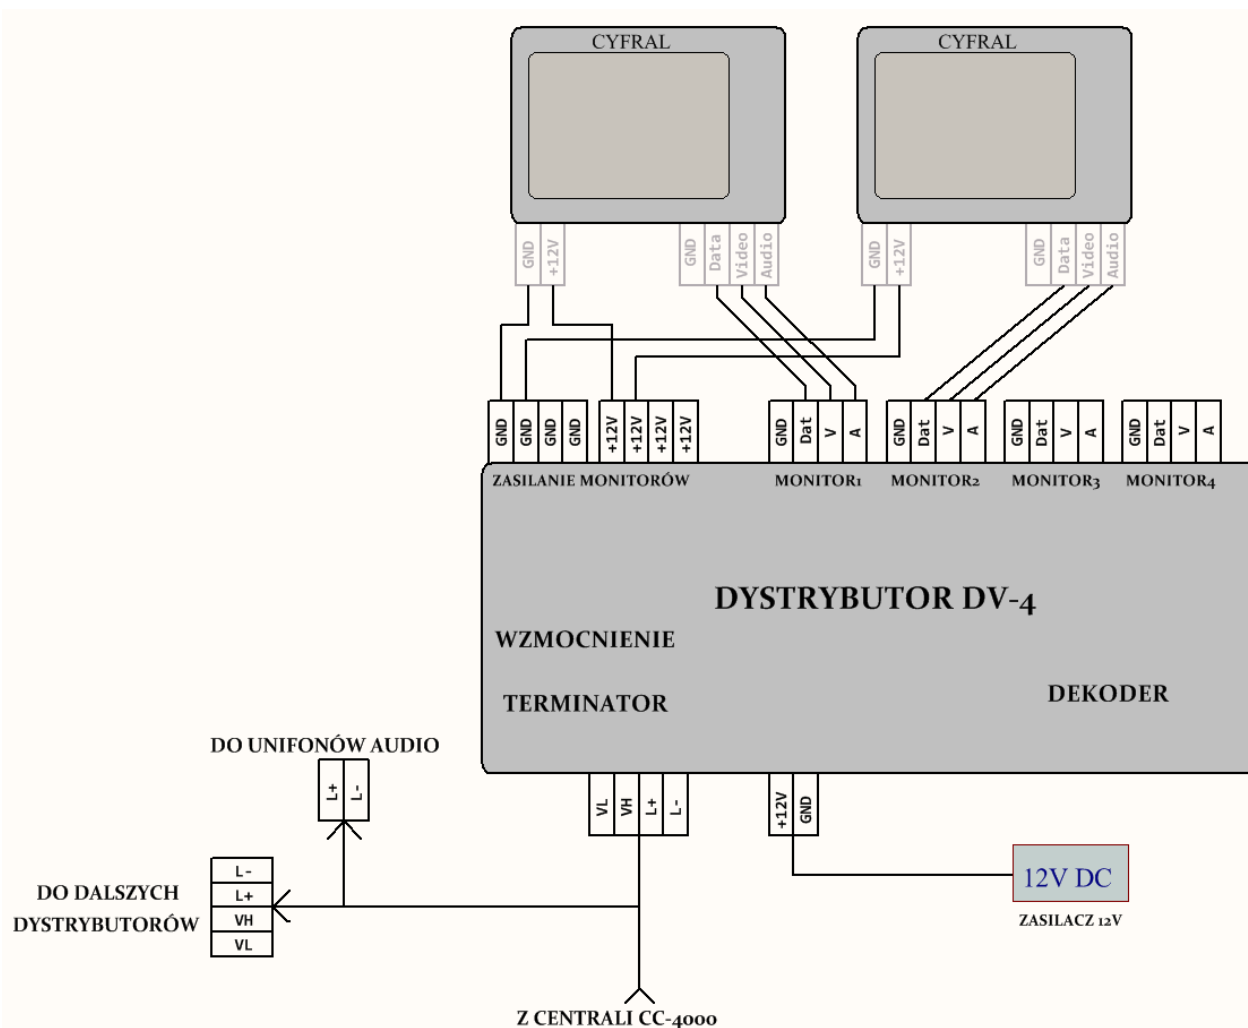 CYFRAL CYFRAL
GND +12V GND Data Video Audio GND +12V GND Data Video Audio
GND GND GND GND +12V +12V +12V +12V GND Dat V A GND Dat V A GND Dat V A GND Dat V A
ZASILANIE MONITORÓW MONITOR1 MONITOR2 MONITOR3 MONITOR4
DYSTRYBUTOR DV-4
WZMOCNIENIE
TERMINATOR DEKODER
DO UNIFONÓW AUDIO
L+ L- VL VH L+ L- +12V GND
DO DALSZYCH
DYSTRYBUTORÓW
L-
L+
VH
VL
12V DC
ZASILACZ 12V
Z CENTRALI CC-4000